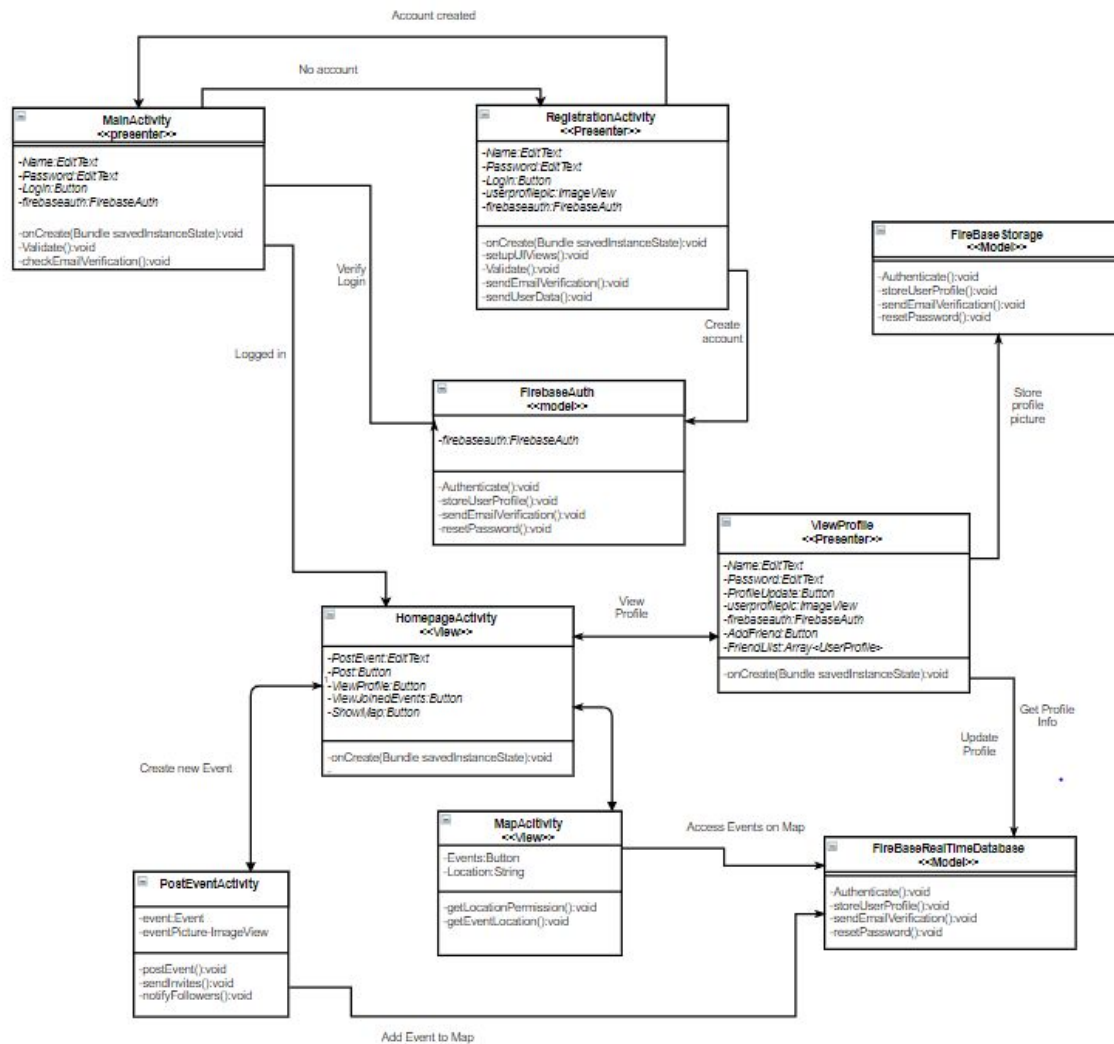 Account created
No account
MainActivity
<<presenter>>
-Name:EditText
-Password:EditText
-Login:Button
-firebaseauth:FirebaseAuth
-onCreate(Bundle savedInstanceState):void
-Validate():void
-checkEmailVerification():void
RegistrationActivity
<<Presenter>>
-Name:EditText
-Password:EditText
-Login:Button
-userprofilepic:ImageView
-firebaseauth:FirebaseAuth
-onCreate(Bundle savedInstanceState):void
-setupUIViews():void
-Validate():void
-sendEmailVerification():void
-sendUserData():void
FireBaseStorage
<<Model>>
-Authenticate():void
-storeUserProfile():void
-sendEmailVerification():void
-resetPassword():void
Verify
Login
Create
account
Logged in
FirebaseAuth
<<model>>
-firebaseauth:FirebaseAuth
-Authenticate():void
-storeUserProfile():void
-sendEmailVerification():void
-resetPassword():void
Store
profile
picture
ViewProfile
<<Presenter>>
-Name:EditText
-Password:EditText
-ProfileUpdate:Button
-userprofilepic:ImageView
-firebaseauth:FirebaseAuth
-AddFriend:Button
-FriendLlist:Array<UserProfile>
-onCreate(Bundle savedInstanceState):void
View
Profile
HomepageActivity
<<View>>
-PostEvent:EditText
-Post:Button
-ViewProfile:Button
-ViewJoinedEvents:Button
-ShowMap:Button
-onCreate(Bundle savedInstanceState):void
-
1
Get Profile
Info
Update
Profile
Create new Event
MapAcitivity
<<View>>
-Events:Button
-Location:String
-getLocationPermission():void
-getEventLocation():void
Access Events on Map
FireBaseRealTimeDatabase
<<Model>>
-Authenticate():void
-storeUserProfile():void
-sendEmailVerification():void
-resetPassword():void
PostEventActivity
-event:Event
-eventPicture-ImageView
-postEvent():void
-sendInvites():void
-notifyFollowers():void
Add Event to Map